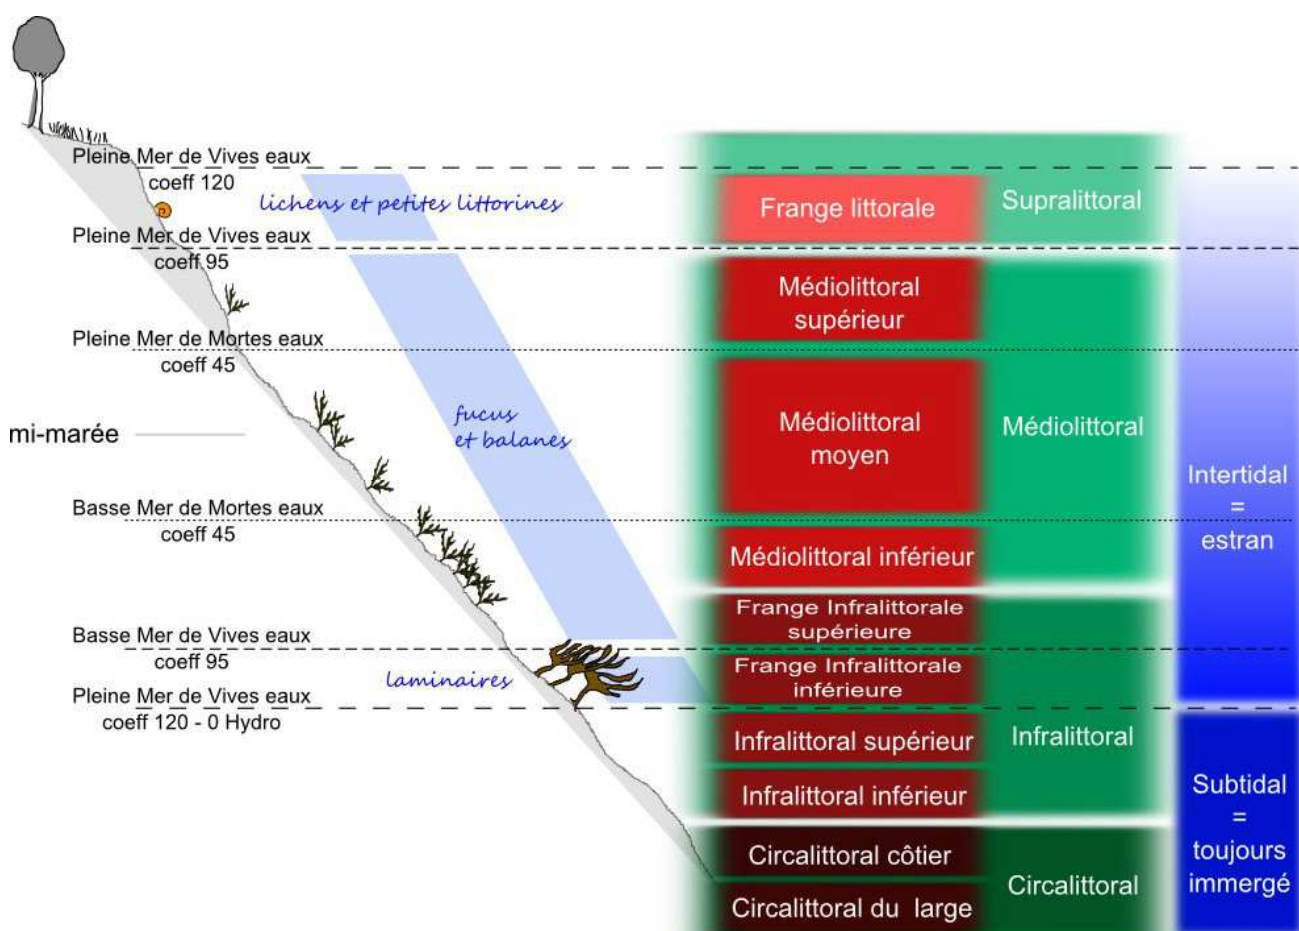 Pleine Mer de Vives eaux
coeff 120
lichens et petites littorines
Pleine Mer de Vives eaux
coeff 95
Pleine Mer de Mortes eaux
coeff 45
mi-marée
fucus
et balanes
Basse Mer de Mortes eaux
coeff 45
Basse Mer de Vives eaux
coeff 95
laminaires
Pleine Mer de Vives eaux
coeff 120 - 0 Hydro
Frange littorale
Médiolittoral
supérieur
Médiolittoral
moyen
Médiolittoral inférieur
Frange Infralittorale
supérieure
Frange Infralittorale
inférieure
Infralittoral supérieur
Infralittoral inférieur
Circalittoral côtier
Circalittoral du large
Supralittoral
Médiolittoral
Infralittoral
Circalittoral
Intertidal
=
estran
Subtidal
=
toujours
immergé